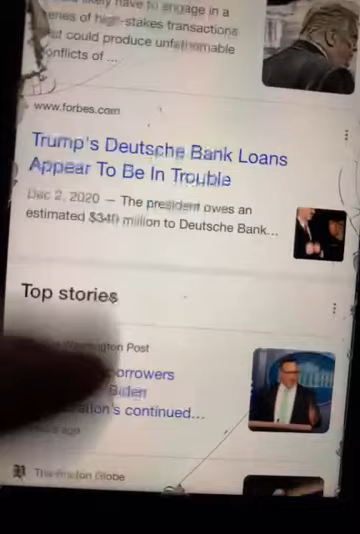 likely have to engage in a
series of high-stakes transactions
that could produce unfathomable
conflicts of ...
www.forbes.com
Trump's Deutsche Bank Loans
Appear To Be In Trouble
Dec 2, 2020 — The president owes an
estimated $340 million to Deutsche Bank...
Top stories
Washington Post
borrowers
Biden
continued...
ago
The Boston Globe